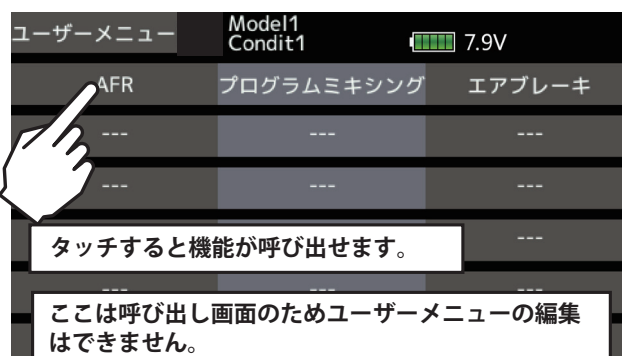 ユーザーメニュー
Model1
Condit1
7.9V
AFR プログラムミキシング エアブレーキ
--- --- ---
--- --- ---
---
タッチすると機能が呼び出せます。
---
ここは呼び出し画面のためユーザーメニューの編集
はできません。